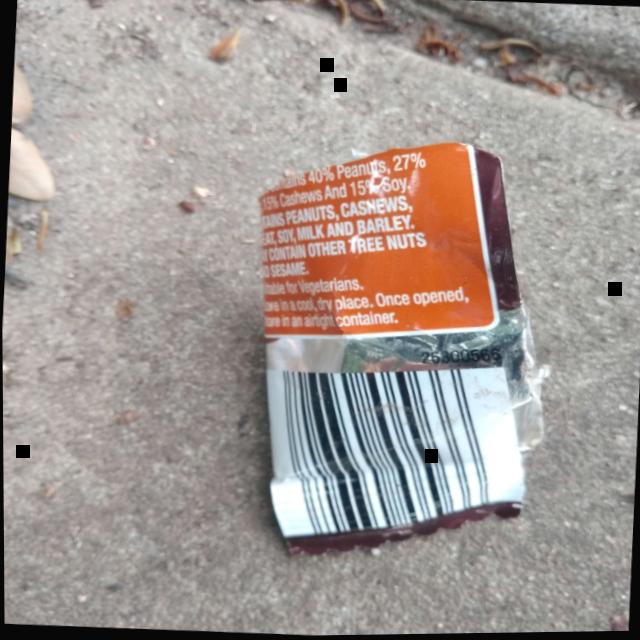 40% Peanuts, 27%
15% Cashews And 15% Soy.
PEANUTS, CASHEWS,
SOY, MILK AND BARLEY.
CONTAIN OTHER TREE NUTS
SESAME.
for Vegetarians.
in a cool, dry place. Once opened,
in an airtight container.